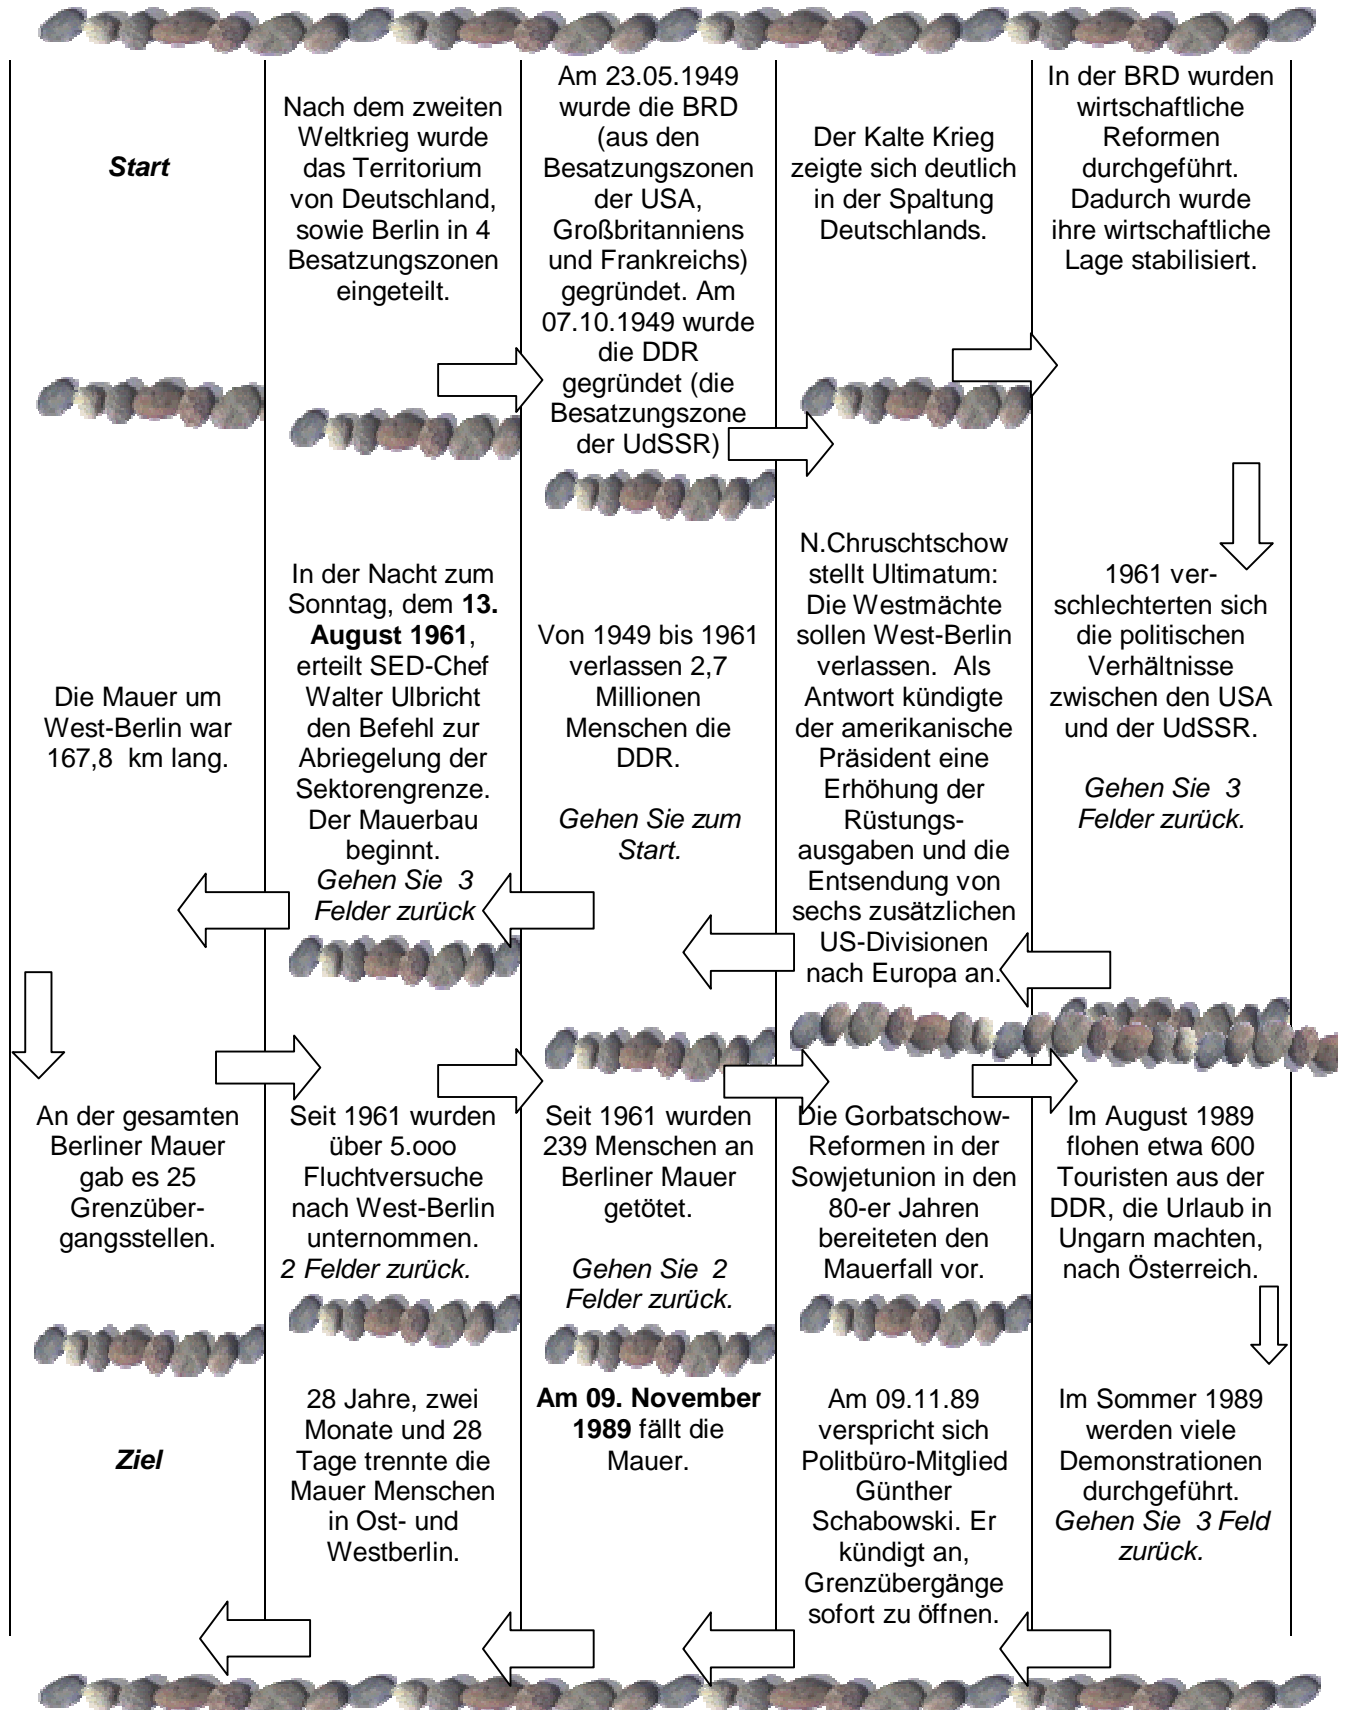 Start
Nach dem zweiten
Weltkrieg wurde
das Territorium
von Deutschland,
sowie Berlin in 4
Besatzungszonen
eingeteilt.
Am 23.05.1949
wurde die BRD
(aus den
Besatzungszonen
der USA,
Großbritanniens
und Frankreichs)
gegründet. Am
07.10.1949 wurde
die DDR
gegründet (die
Besatzungszone
der UdSSR)
Der Kalte Krieg
zeigte sich deutlich
in der Spaltung
Deutschlands.
In der BRD wurden
wirtschaftliche
Reformen
durchgeführt.
Dadurch wurde
ihre wirtschaftliche
Lage stabilisiert.
1961 ver-
schlechterten sich
die politischen
Verhältnisse
zwischen den USA
und der UdSSR.
Gehen Sie  3
Felder zurück.
N.Chruschtschow
stellt Ultimatum:
Die Westmächte
sollen West-Berlin
verlassen.  Als
Antwort kündigte
der amerikanische
Präsident eine
Erhöhung der
Rüstungs-
ausgaben und die
Entsendung von
sechs zusätzlichen
US-Divisionen
nach Europa an.
Von 1949 bis 1961
verlassen 2,7
Millionen
Menschen die
DDR.
Gehen Sie zum
Start.
In der Nacht zum
Sonntag, dem 13.
August 1961,
erteilt SED-Chef
Walter Ulbricht
den Befehl zur
Abriegelung der
Sektorengrenze.
Der Mauerbau
beginnt.
Gehen Sie  3
Felder zurück
Die Mauer um
West-Berlin war
167,8  km lang.
An der gesamten
Berliner Mauer
gab es 25
Grenzüber-
gangsstellen.
Seit 1961 wurden
über 5.ooo
Fluchtversuche
nach West-Berlin
unternommen.
2 Felder zurück.
Seit 1961 wurden
239 Menschen an
Berliner Mauer
getötet.
Gehen Sie  2
Felder zurück.
Die Gorbatschow-
Reformen in der
Sowjetunion in den
80-er Jahren
bereiteten den
Mauerfall vor.
Im August 1989
flohen etwa 600
Touristen aus der
DDR, die Urlaub in
Ungarn machten,
nach Österreich.
Im Sommer 1989
werden viele
Demonstrationen
durchgeführt.
Gehen Sie  3 Feld
zurück.
Am 09.11.89
verspricht sich
Politbüro-Mitglied
Günther
Schabowski. Er
kündigt an,
Grenzübergänge
sofort zu öffnen.
Am 09. November
1989 fällt die
Mauer.
28 Jahre, zwei
Monate und 28
Tage trennte die
Mauer Menschen
in Ost- und
Westberlin.
Ziel